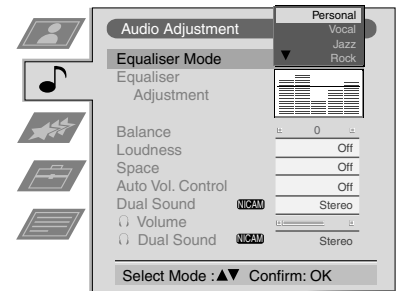 Audio Adjustment
Personal
Vocal
Jazz
▼ Rock
Equaliser Mode
Equaliser
Adjustment
Balance 0
Loudness Off
Space Off
Auto Vol. Control Off
Dual Sound NICAM Stereo
Volume
Dual Sound NICAM Stereo
Select Mode :▲▼ Confirm: OK